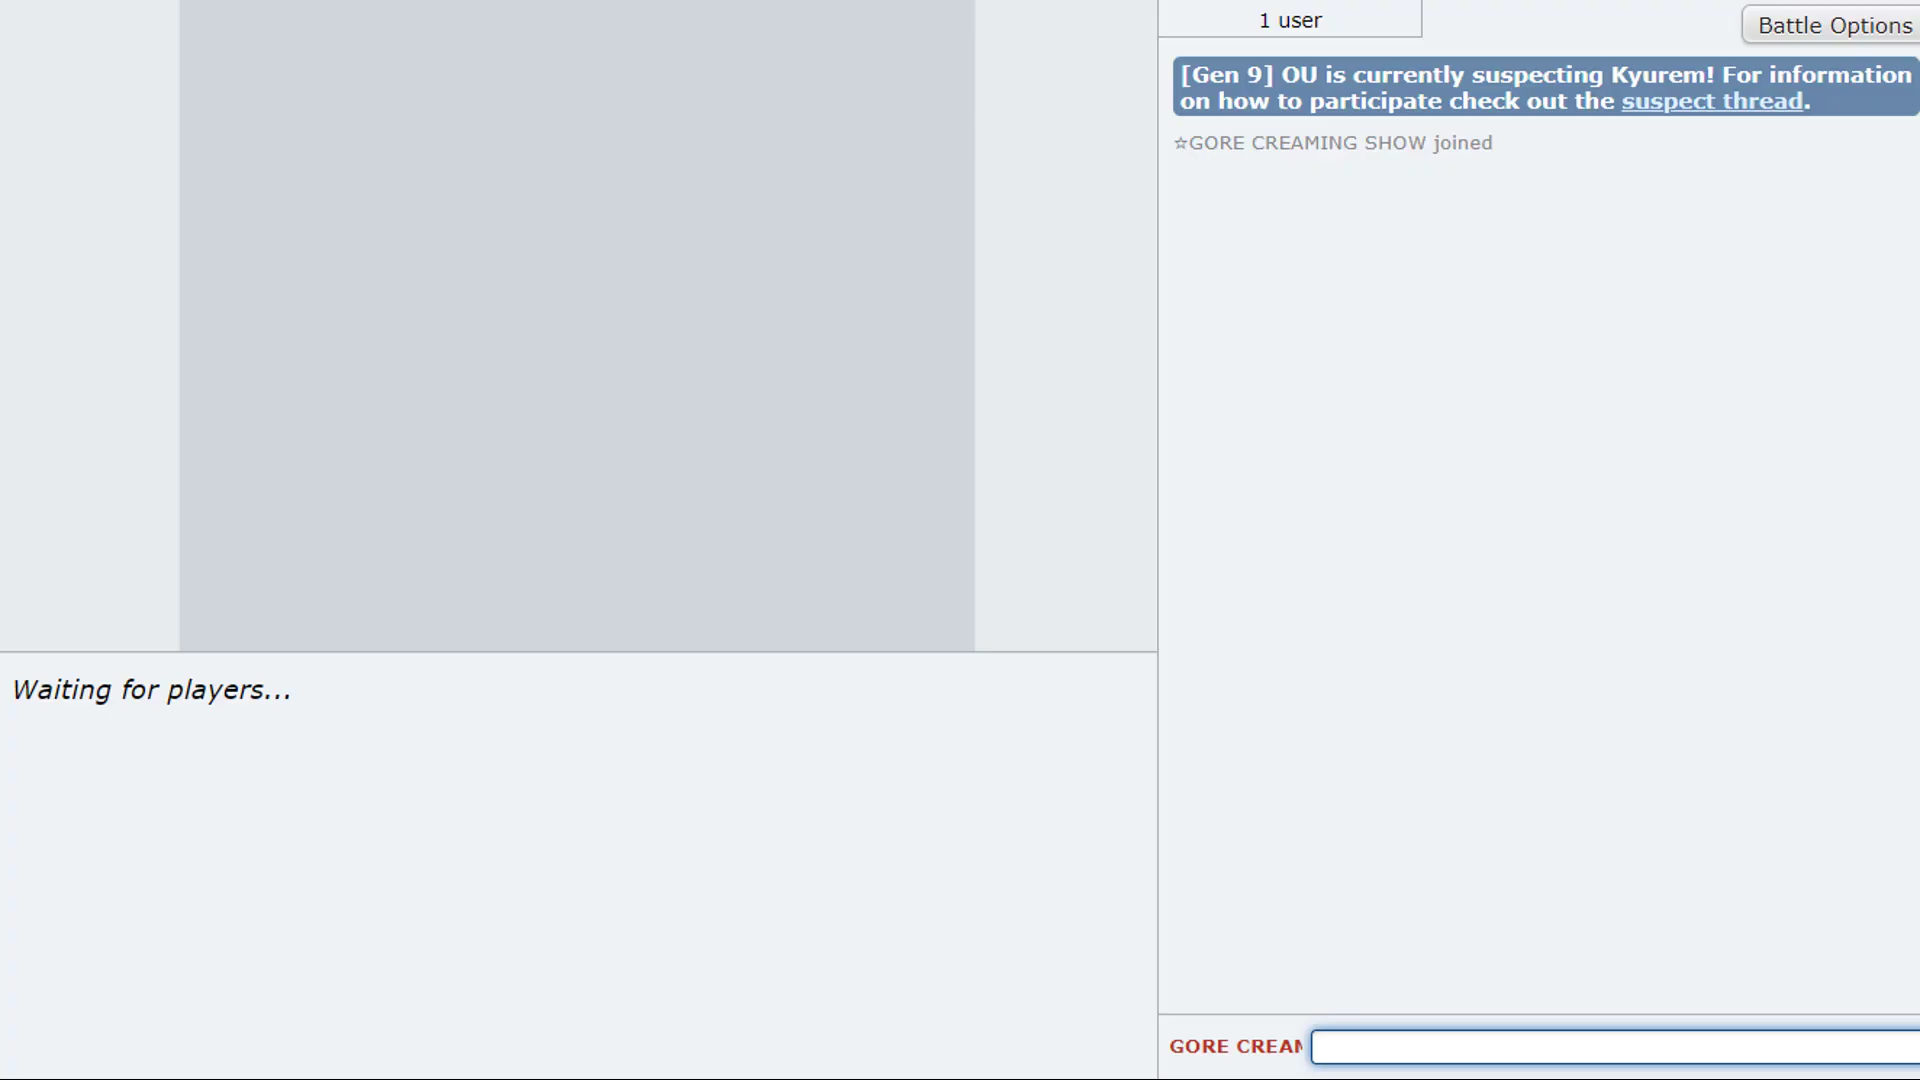 1 user
Battle Options
[Gen 9] OU is currently suspecting Kyurem! For information
on how to participate check out the suspect thread.
☆GORE CREAMING SHOW joined
Waiting for players...
GORE CREAM